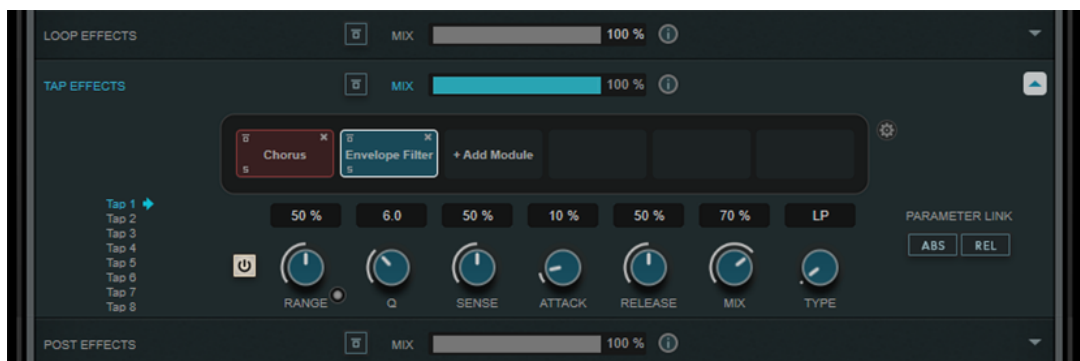 LOOP EFFECTS MIX 100 %
TAP EFFECTS MIX 100 %
Chorus Envelope Filter + Add Module
S S
Tap 1
Tap 2
Tap 3
Tap 4
Tap 5
Tap 6
Tap 7
Tap 8
50 % 6.0 50 % 10 % 50 % 70 % LP
RANGE Q SENSE ATTACK RELEASE MIX TYPE
PARAMETER LINK
ABS REL
POST EFFECTS MIX 100 %